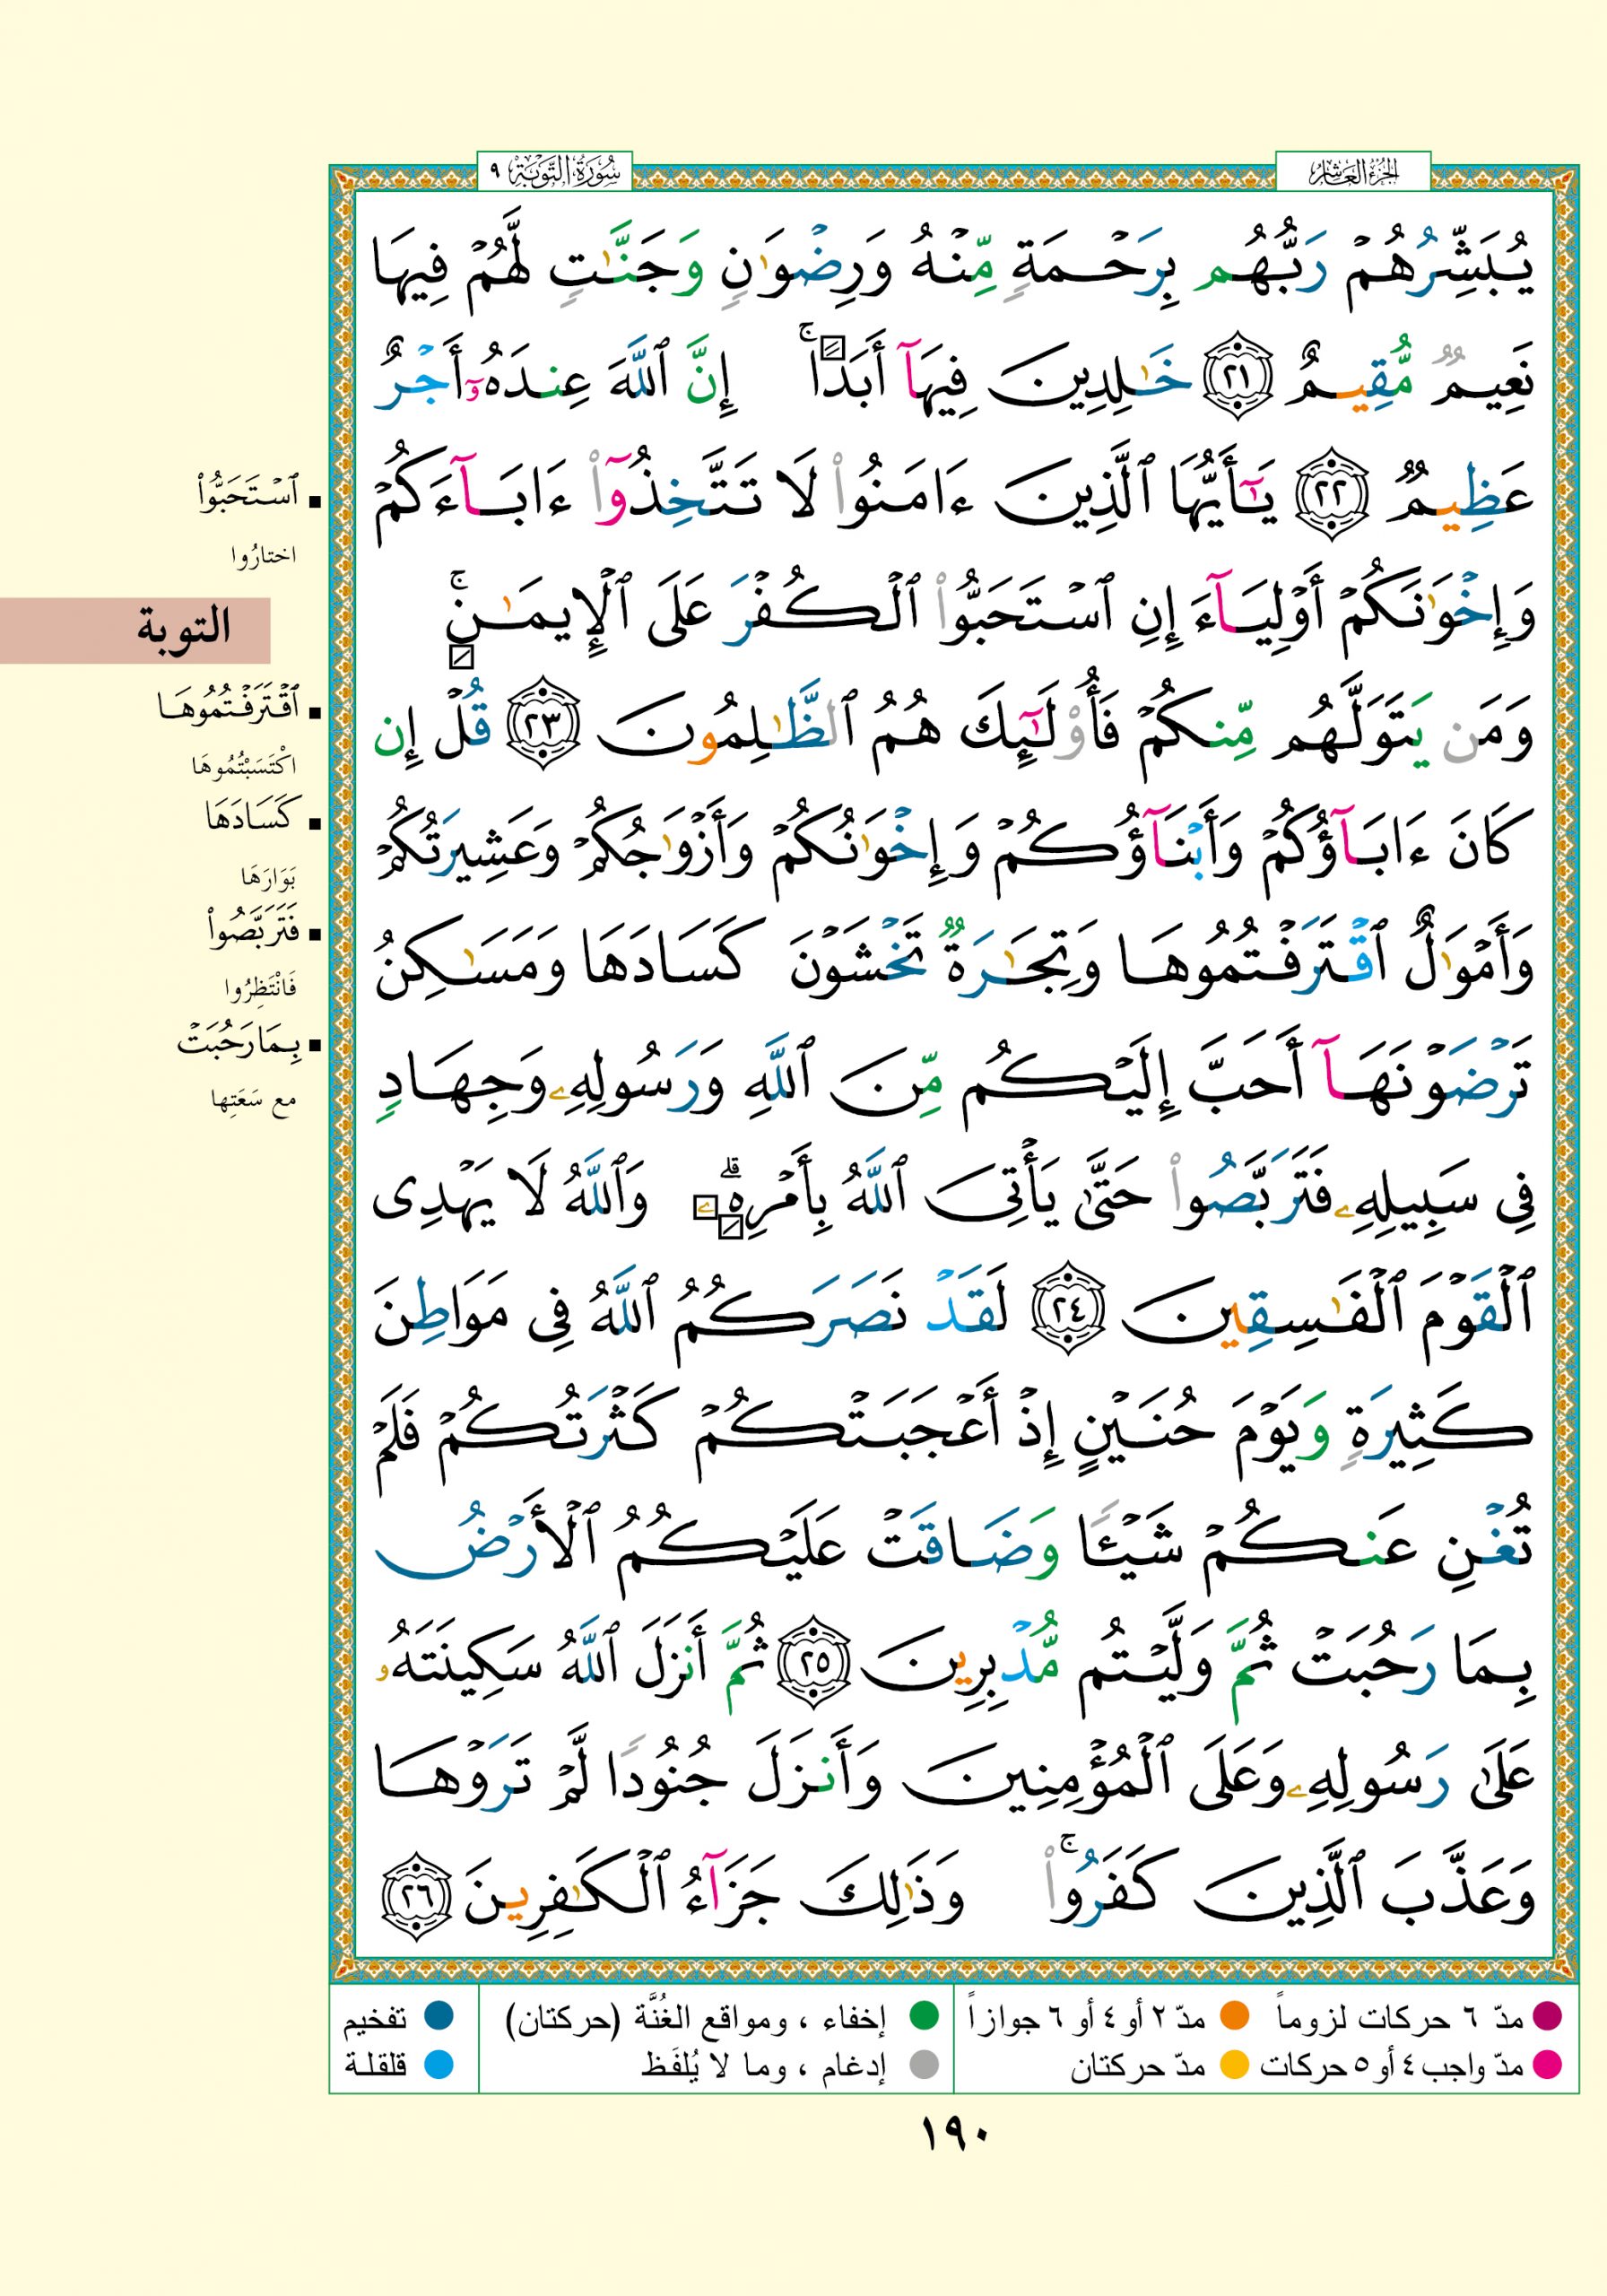 الجزء العاشر
سورة التوبة ٩
يُبَشِّرُهُمْ رَبُّهُم بِرَحْمَةٍ مِّنْهُ وَرِضْوَٰنٍ وَجَنَّٰتٍ لَّهُمْ فِيهَا
نَعِيمٌ مُّقِيمٌ ٢١ خَٰلِدِينَ فِيهَآ أَبَدًا ۚ إِنَّ ٱللَّهَ عِندَهُۥٓ أَجْرٌ
عَظِيمٌ ٢٢ يَٰٓأَيُّهَا ٱلَّذِينَ ءَامَنُوا۟ لَا تَتَّخِذُوٓا۟ ءَابَآءَكُمْ
وَإِخْوَٰنَكُمْ أَوْلِيَآءَ إِنِ ٱسْتَحَبُّوا۟ ٱلْكُفْرَ عَلَى ٱلْإِيمَٰنِ ۚ
وَمَن يَتَوَلَّهُم مِّنكُمْ فَأُو۟لَٰٓئِكَ هُمُ ٱلظَّٰلِمُونَ ٢٣ قُلْ إِن
كَانَ ءَابَآؤُكُمْ وَأَبْنَآؤُكُمْ وَإِخْوَٰنُكُمْ وَأَزْوَٰجُكُمْ وَعَشِيرَتُكُمْ
وَأَمْوَٰلٌ ٱقْتَرَفْتُمُوهَا وَتِجَٰرَةٌ تَخْشَوْنَ كَسَادَهَا وَمَسَٰكِنُ
تَرْضَوْنَهَآ أَحَبَّ إِلَيْكُم مِّنَ ٱللَّهِ وَرَسُولِهِۦ وَجِهَادٍ
فِى سَبِيلِهِۦ فَتَرَبَّصُوا۟ حَتَّىٰ يَأْتِىَ ٱللَّهُ بِأَمْرِهِۦ ۗ وَٱللَّهُ لَا يَهْدِى
ٱلْقَوْمَ ٱلْفَٰسِقِينَ ٢٤ لَقَدْ نَصَرَكُمُ ٱللَّهُ فِى مَوَاطِنَ
كَثِيرَةٍ وَيَوْمَ حُنَيْنٍ إِذْ أَعْجَبَتْكُمْ كَثْرَتُكُمْ فَلَمْ
تُغْنِ عَنكُمْ شَيْـًٔا وَضَاقَتْ عَلَيْكُمُ ٱلْأَرْضُ
بِمَا رَحُبَتْ ثُمَّ وَلَّيْتُم مُّدْبِرِينَ ٢٥ ثُمَّ أَنزَلَ ٱللَّهُ سَكِينَتَهُۥ
عَلَىٰ رَسُولِهِۦ وَعَلَى ٱلْمُؤْمِنِينَ وَأَنزَلَ جُنُودًا لَّمْ تَرَوْهَا
وَعَذَّبَ ٱلَّذِينَ كَفَرُوا۟ ۚ وَذَٰلِكَ جَزَآءُ ٱلْكَٰفِرِينَ ٢٦
ٱسْتَحَبُّوا۟
اختارُوا
التوبة
ٱقْتَرَفْتُمُوهَا
اكْتَسَبْتُمُوهَا
كَسَادَهَا
بَوَارَهَا
فَتَرَبَّصُوا۟
فَانْتَظِرُوا
بِمَا رَحُبَتْ
مع سَعَتِها
مدّ ٦ حركات لزوماً مدّ ٢ أو ٤ أو ٦ جوازاً إخفاء ، ومواقع الغُنَّة (حركتان) تفخيم
مدّ واجب ٤ أو ٥ حركات مدّ حركتان إدغام ، وما لا يُلفَظ قلقلة
١٩٠